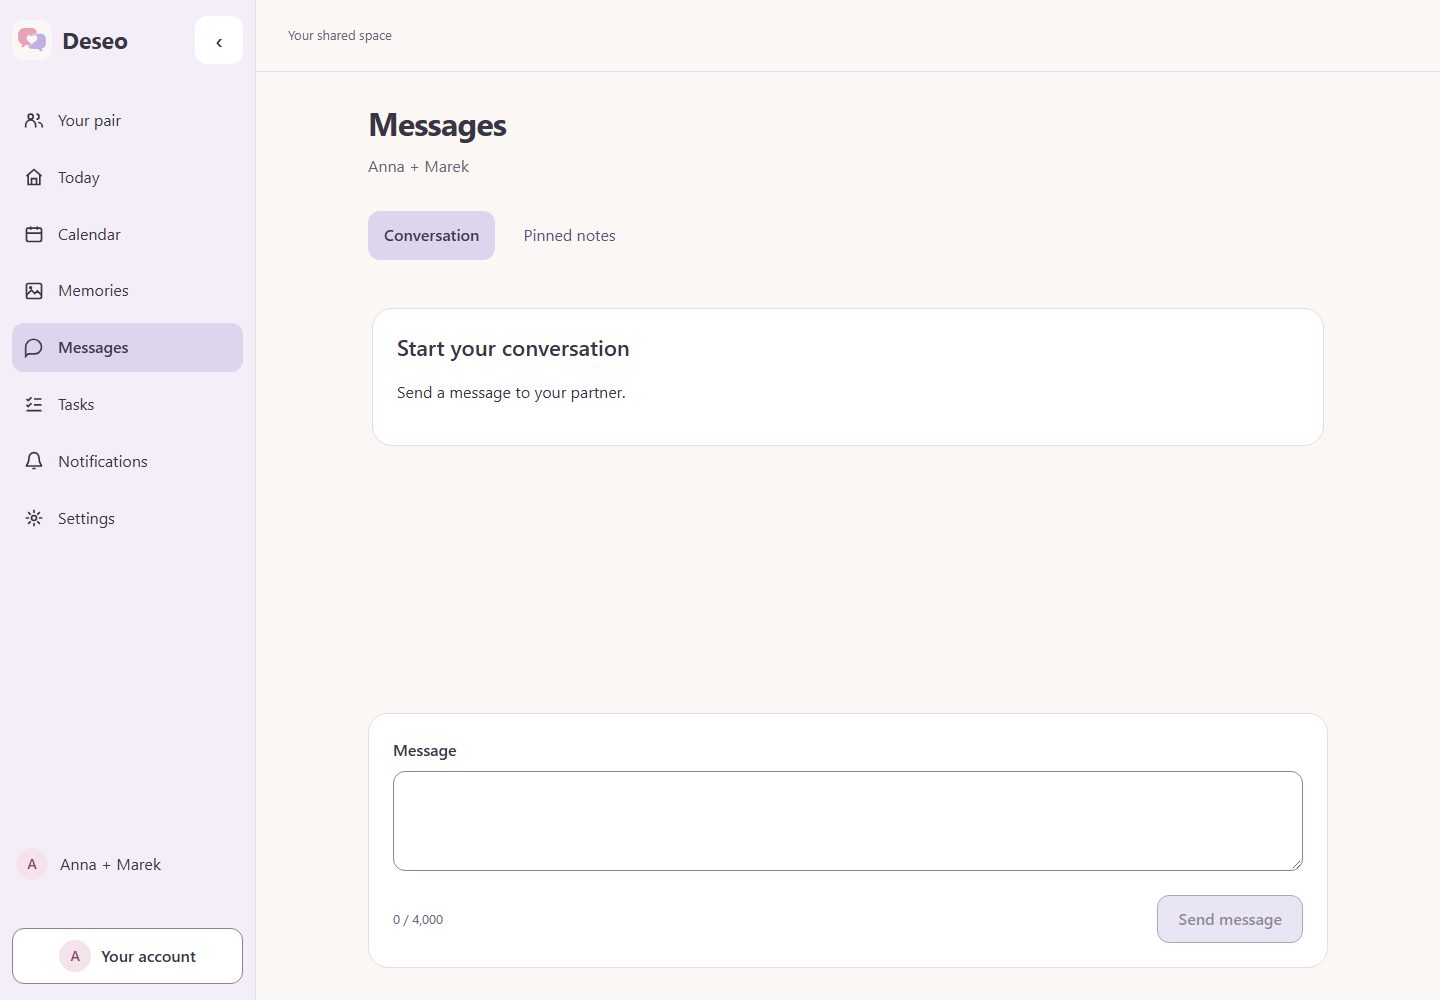 Deseo
‹
Your pair
Today
Calendar
Memories
Messages
Tasks
Notifications
Settings
A Anna + Marek
A Your account
Your shared space
Messages
Anna + Marek
Conversation Pinned notes
Start your conversation
Send a message to your partner.
Message
0 / 4,000 Send message